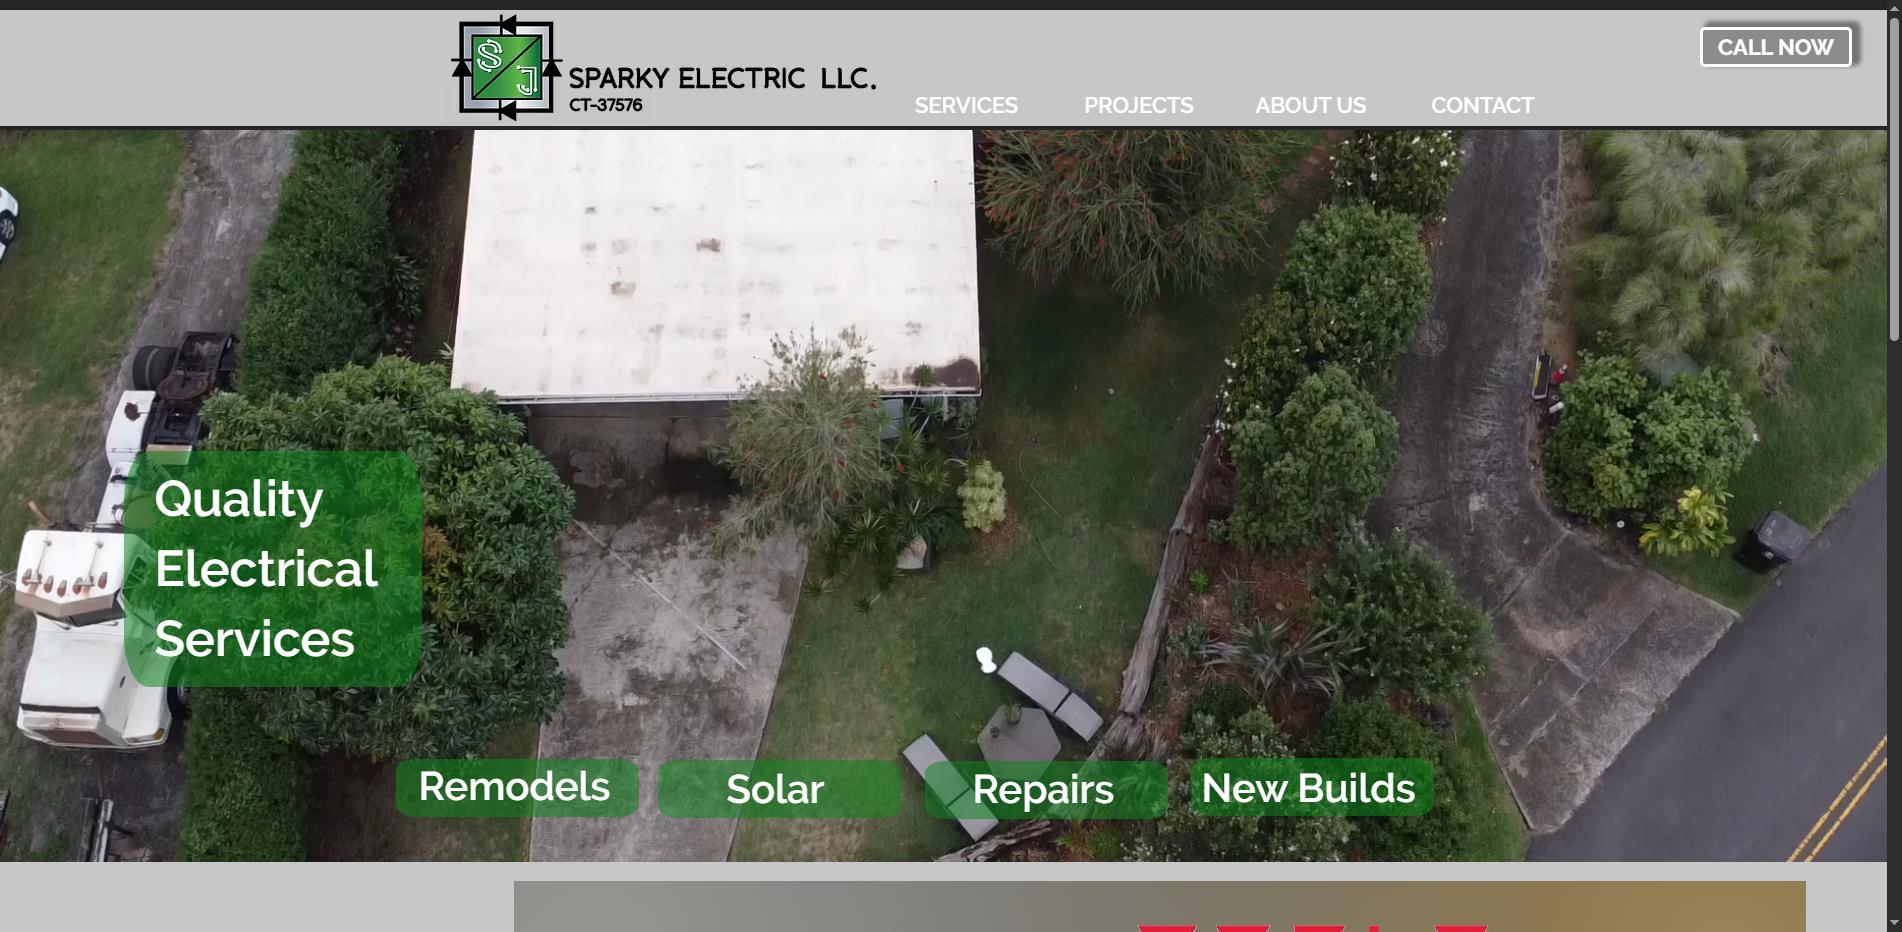 SJ
SPARKY ELECTRIC LLC.
CT-37576
CALL NOW
SERVICES PROJECTS ABOUT US CONTACT
Quality
Electrical
Services
Remodels Solar Repairs New Builds